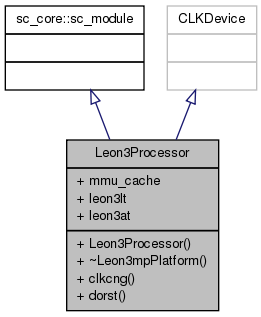 sc_core::sc_module
CLKDevice
Leon3Processor
+ mmu_cache
+ leon3lt
+ leon3at
+ Leon3Processor()
+ ~Leon3mpPlatform()
+ clkcng()
+ dorst()